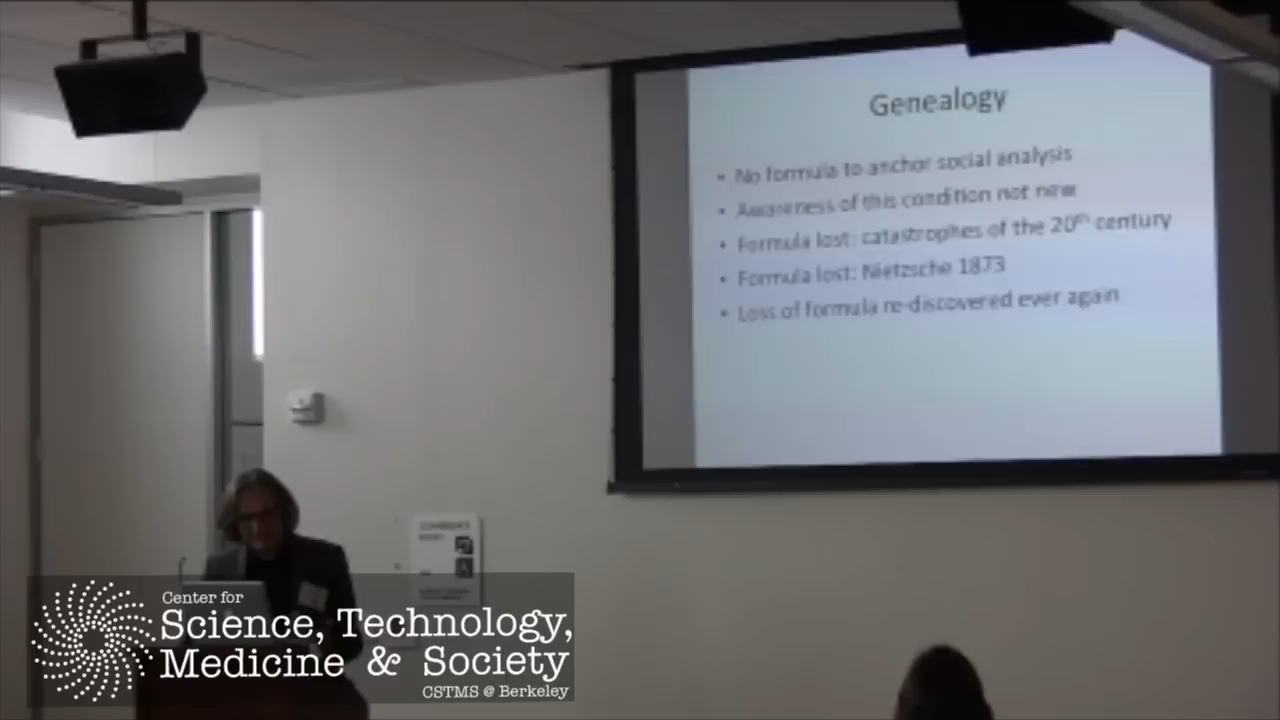 Genealogy
• No formula to anchor social analysis
• Awareness of this condition not new
• Formula lost: catastrophes of the 20th century
• Formula lost: Nietzsche 1873
• Loss of formula re-discovered ever again
CONFERENCE
ROOM
Center for
Science, Technology,
Medicine & Society
CSTMS @ Berkeley